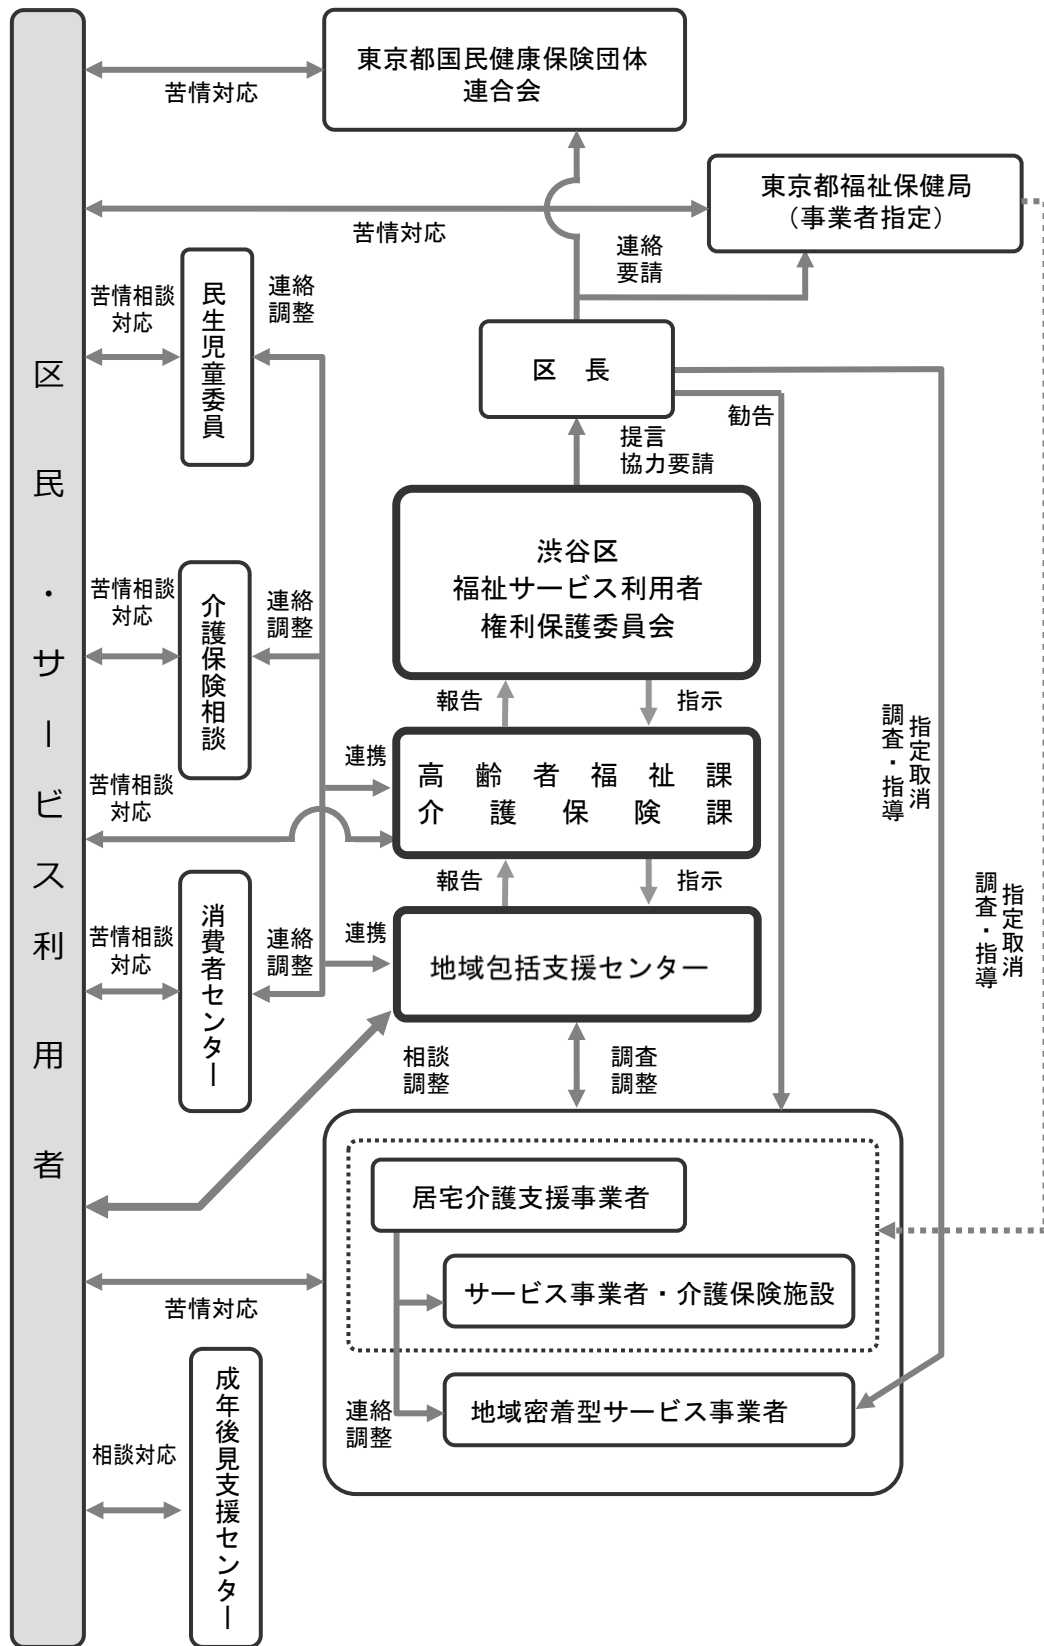 東京都国民健康保険団体
連合会
苦情対応
東京都福祉保健局
（事業者指定）
苦情対応
連絡
要請
民生児童委員
苦情相談
対応
連絡
調整
区長
勧告
提言
協力要請
区民・サービス利用者
渋谷区
福祉サービス利用者
権利保護委員会
介護保険相談
苦情相談
対応
連絡
調整
報告
指示
指定取消
調査・指導
連携
高齢者福祉課
介護保険課
苦情相談
対応
報告
指示
指定取消
調査・指導
消費者センター
苦情相談
対応
連絡
調整
連携
地域包括支援センター
相談
調整
調査
調整
居宅介護支援事業者
サービス事業者・介護保険施設
苦情対応
地域密着型サービス事業者
連絡
調整
成年後見支援センター
相談対応